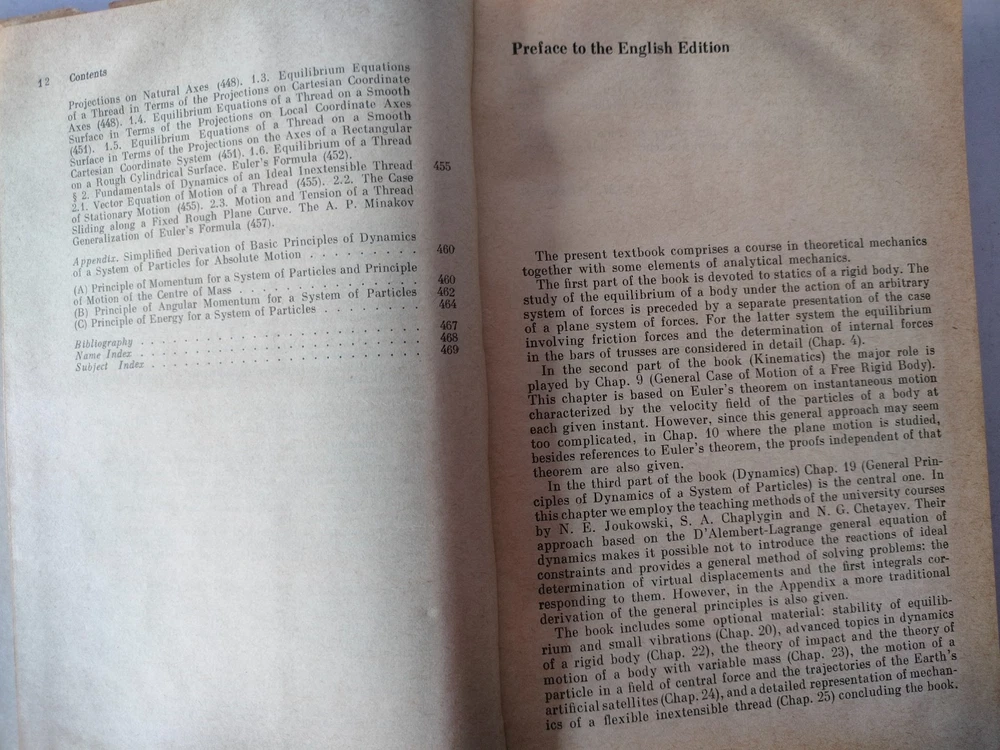 12 Contents
Projections on Natural Axes (448). 1.3. Equilibrium Equations
of a Thread in Terms of the Projections on Cartesian Coordinate
Axes (448). 1.4. Equilibrium Equations of a Thread on a Smooth
Surface in Terms of the Projections on Local Coordinate Axes
(451). 1.5. Equilibrium Equations of a Thread on a Smooth
Surface in Terms of the Projections on the Axes of a Rectangular
Cartesian Coordinate System (451). 1.6. Equilibrium of a Thread
on a Rough Cylindrical Surface. Euler's Formula (452).
§ 2. Fundamentals of Dynamics of an Ideal Inextensible Thread 455
2.1. Vector Equation of Motion of a Thread (455). 2.2. The Case
of Stationary Motion (455). 2.3. Motion and Tension of a Thread
Sliding along a Fixed Rough Plane Curve. The A. P. Minakov
Generalization of Euler's Formula (457).
Appendix. Simplified Derivation of Basic Principles of Dynamics
of a System of Particles for Absolute Motion . . . . . . . . . . 460
(A) Principle of Momentum for a System of Particles and Principle
of Motion of the Centre of Mass . . . . . . . . . . . . . . . . . 460
(B) Principle of Angular Momentum for a System of Particles 462
(C) Principle of Energy for a System of Particles . . . . . . . . 464
Bibliography . . . . . . . . . . . . . . . . . . . . . . . 467
Name Index . . . . . . . . . . . . . . . . . . . . . . . 468
Subject Index . . . . . . . . . . . . . . . . . . . . . . 469
Preface to the English Edition
The present textbook comprises a course in theoretical mechanics
together with some elements of analytical mechanics.
The first part of the book is devoted to statics of a rigid body. The
study of the equilibrium of a body under the action of an arbitrary
system of forces is preceded by a separate presentation of the case
of a plane system of forces. For the latter system the equilibrium
involving friction forces and the determination of internal forces
in the bars of trusses are considered in detail (Chap. 4).
In the second part of the book (Kinematics) the major role is
played by Chap. 9 (General Case of Motion of a Free Rigid Body).
This chapter is based on Euler's theorem on instantaneous motion
characterized by the velocity field of the particles of a body at
each given instant. However, since this general approach may seem
too complicated, in Chap. 10 where the plane motion is studied,
besides references to Euler's theorem, the proofs independent of that
theorem are also given.
In the third part of the book (Dynamics) Chap. 19 (General Prin-
ciples of Dynamics of a System of Particles) is the central one. In
this chapter we employ the teaching methods of the university courses
by N. E. Joukowski, S. A. Chaplygin and N. G. Chetayev. Their
approach based on the D'Alembert-Lagrange general equation of
dynamics makes it possible not to introduce the reactions of ideal
constraints and provides a general method of solving problems: the
determination of virtual displacements and the first integrals cor-
responding to them. However, in the Appendix a more traditional
derivation of the general principles is also given.
The book includes some optional material: stability of equilib-
rium and small vibrations (Chap. 20), advanced topics in dynamics
of a rigid body (Chap. 22), the theory of impact and the theory of
motion of a body with variable mass (Chap. 23), the motion of a
particle in a field of central force and the trajectories of the Earth's
artificial satellites (Chap. 24), and a detailed representation of mechan-
ics of a flexible inextensible thread (Chap. 25) concluding the book.